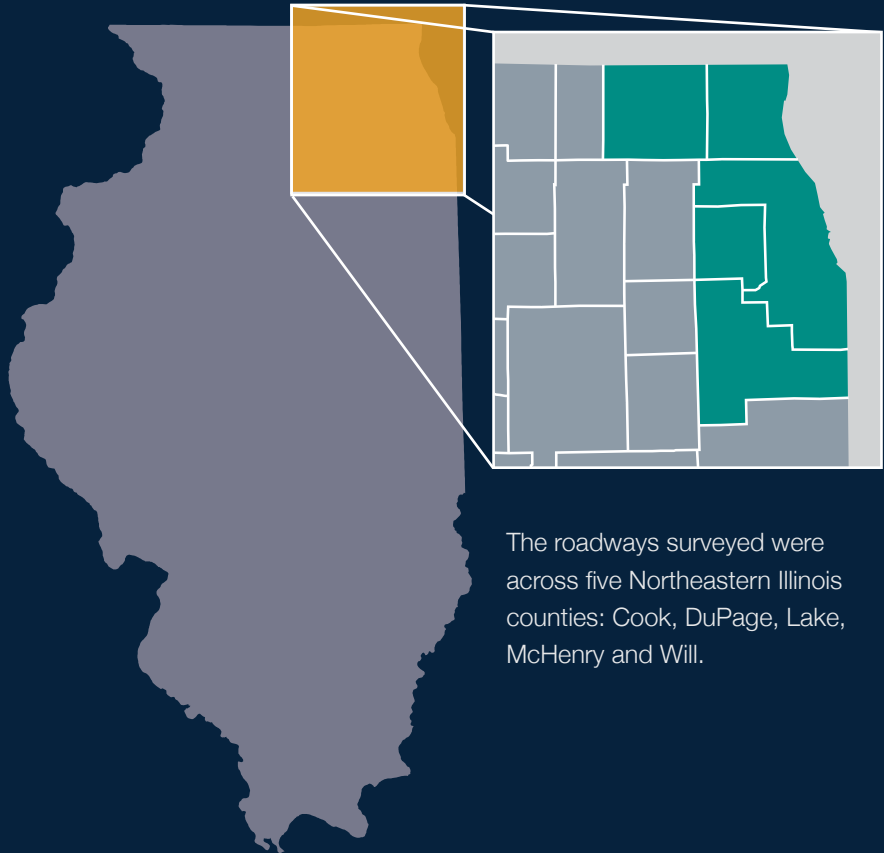 The roadways surveyed were
across five Northeastern Illinois
counties: Cook, DuPage, Lake,
McHenry and Will.